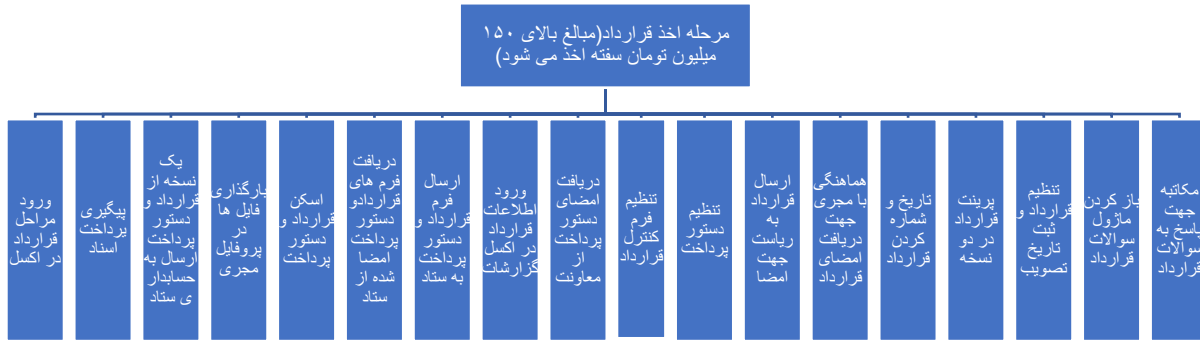 مرحله اخذ قرارداد(مبالغ بالای ۱۵۰
میلیون تومان سفته اخذ می شود)
مکاتبه
جهت
پاسخ به
سوالات
قرارداد
باز کردن
ماژول
سوالات
قرارداد
تنظیم
قرارداد و
ثبت
تاریخ
تصویب
پرینت
قرارداد
در دو
نسخه
تاریخ و
شماره
کردن
قرارداد
هماهنگی
با مجری
جهت
دریافت
امضای
قرارداد
ارسال
قرارداد
به
ریاست
جهت
امضا
تنظیم
دستور
پرداخت
تنظیم
فرم
کنترل
قرارداد
دریافت
امضای
دستور
پرداخت
از
معاونت
ورود
اطلاعات
قرارداد
در اکسل
گزارشات
ارسال
فرم
قرارداد و
دستور
پرداخت
به ستاد
دریافت
فرم های
قراردادو
دستور
پرداخت
امضا
شده از
ستاد
اسکن
قرارداد و
دستور
پرداخت
بارگذاری
فایل ها
در
پروفایل
مجری
یک
نسخه از
قرارداد و
دستور
پرداخت
ارسال به
حسابدار
ی ستاد
پیگیری
پرداخت
اسناد
ورود
مراحل
قرارداد
در اکسل